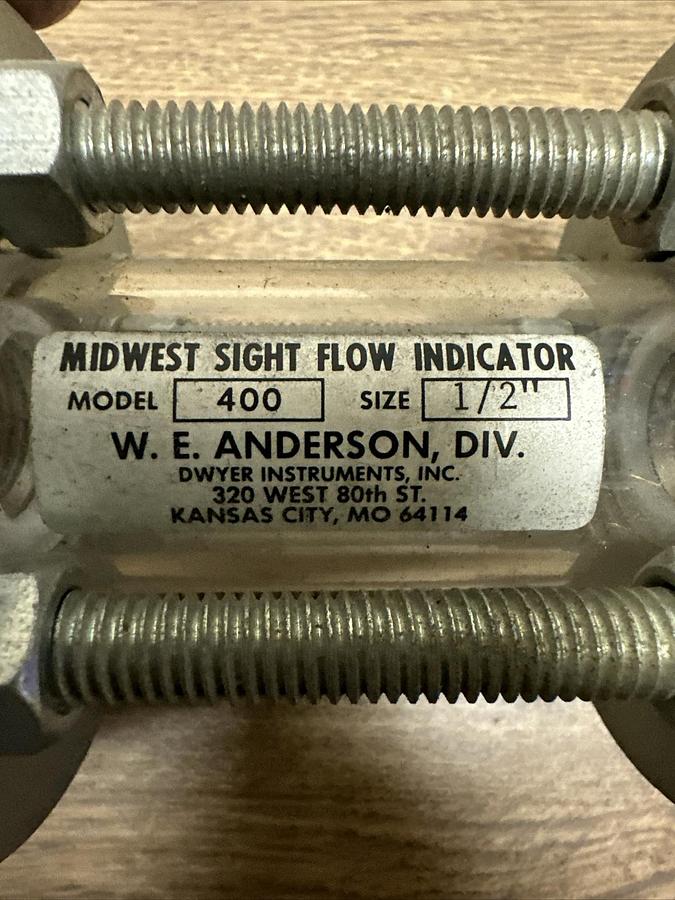 MIDWEST SIGHT FLOW INDICATOR
MODEL 400 SIZE 1/2"
W. E. ANDERSON, DIV.
DWYER INSTRUMENTS, INC.
320 WEST 80th ST.
KANSAS CITY, MO 64114